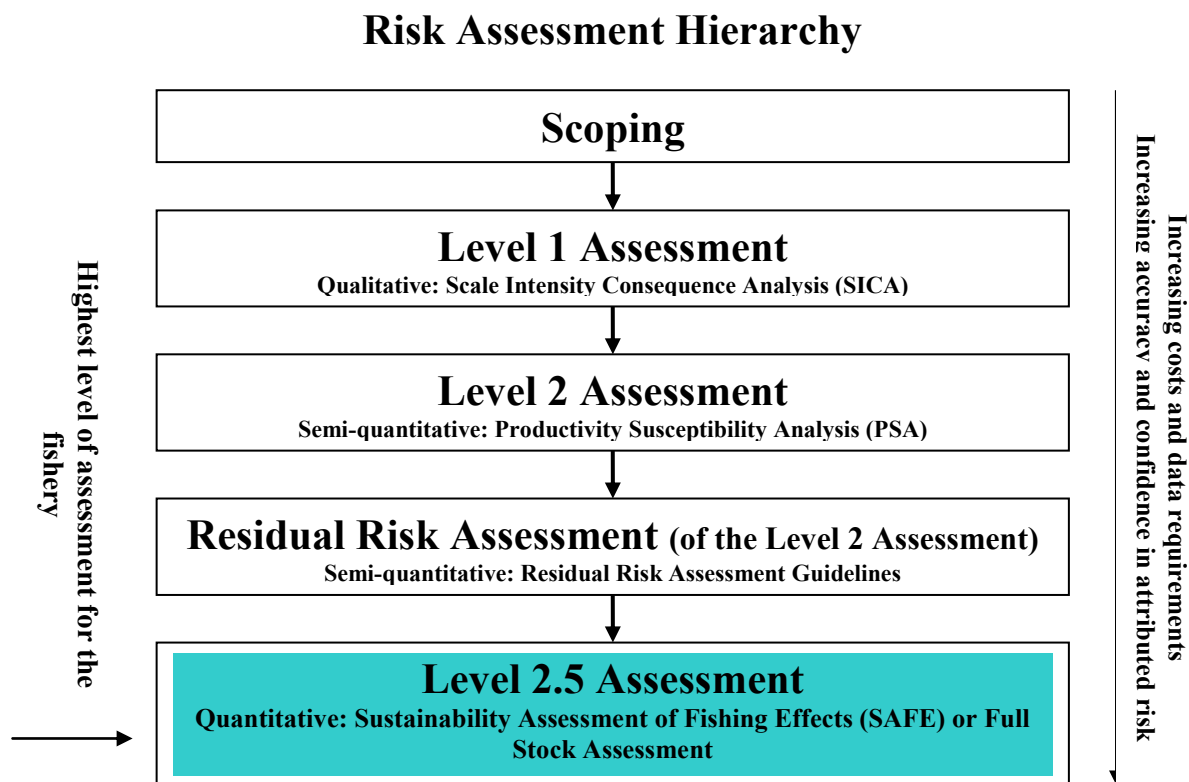 Risk Assessment Hierarchy
Scoping
Level 1 Assessment
Qualitative: Scale Intensity Consequence Analysis (SICA)
Level 2 Assessment
Semi-quantitative: Productivity Susceptibility Analysis (PSA)
Residual Risk Assessment (of the Level 2 Assessment)
Semi-quantitative: Residual Risk Assessment Guidelines
Level 2.5 Assessment
Quantitative: Sustainability Assessment of Fishing Effects (SAFE) or Full
Stock Assessment
Highest level of assessment for the
fishery
Increasing costs and data requirements
Increasing accuracy and confidence in attributed risk